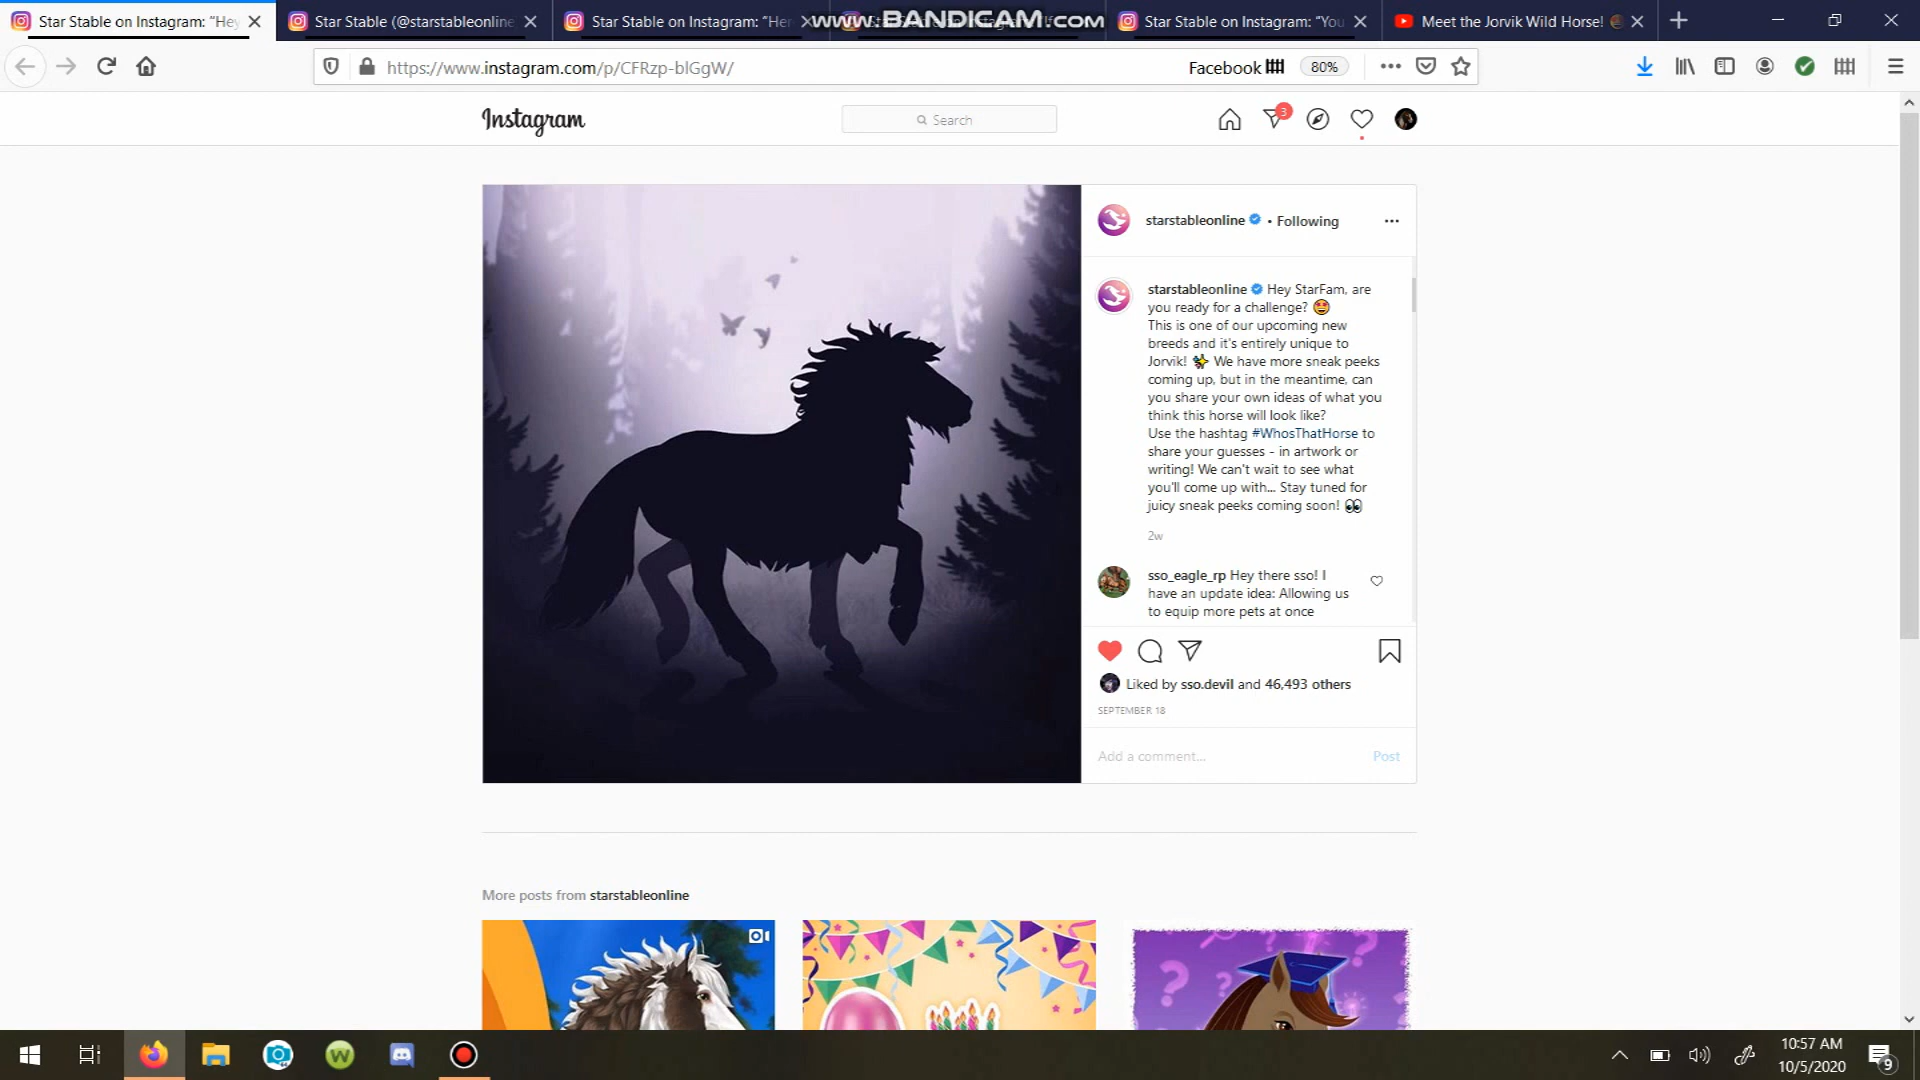 Star Stable on Instagram: “Hey
Star Stable (@starstableonline
Star Stable on Instagram: “Her
www.BANDICAM.com
Star Stable on Instagram: “You
Meet the Jorvik Wild Horse!
https://www.instagram.com/p/CFRzp-blGgW/
Facebook
80%
Instagram
Search
3
starstableonline • Following
starstableonline Hey StarFam, are
you ready for a challenge? 🤩
This is one of our upcoming new
breeds and it's entirely unique to
Jorvik! ✨ We have more sneak peeks
coming up, but in the meantime, can
you share your own ideas of what you
think this horse will look like?
Use the hashtag #WhosThatHorse to
share your guesses - in artwork or
writing! We can't wait to see what
you'll come up with... Stay tuned for
juicy sneak peeks coming soon! 👀
2w
sso_eagle_rp Hey there sso! I
have an update idea: Allowing us
to equip more pets at once
Liked by sso.devil and 46,493 others
SEPTEMBER 18
Add a comment...
Post
More posts from starstableonline
10:57 AM
10/5/2020
9